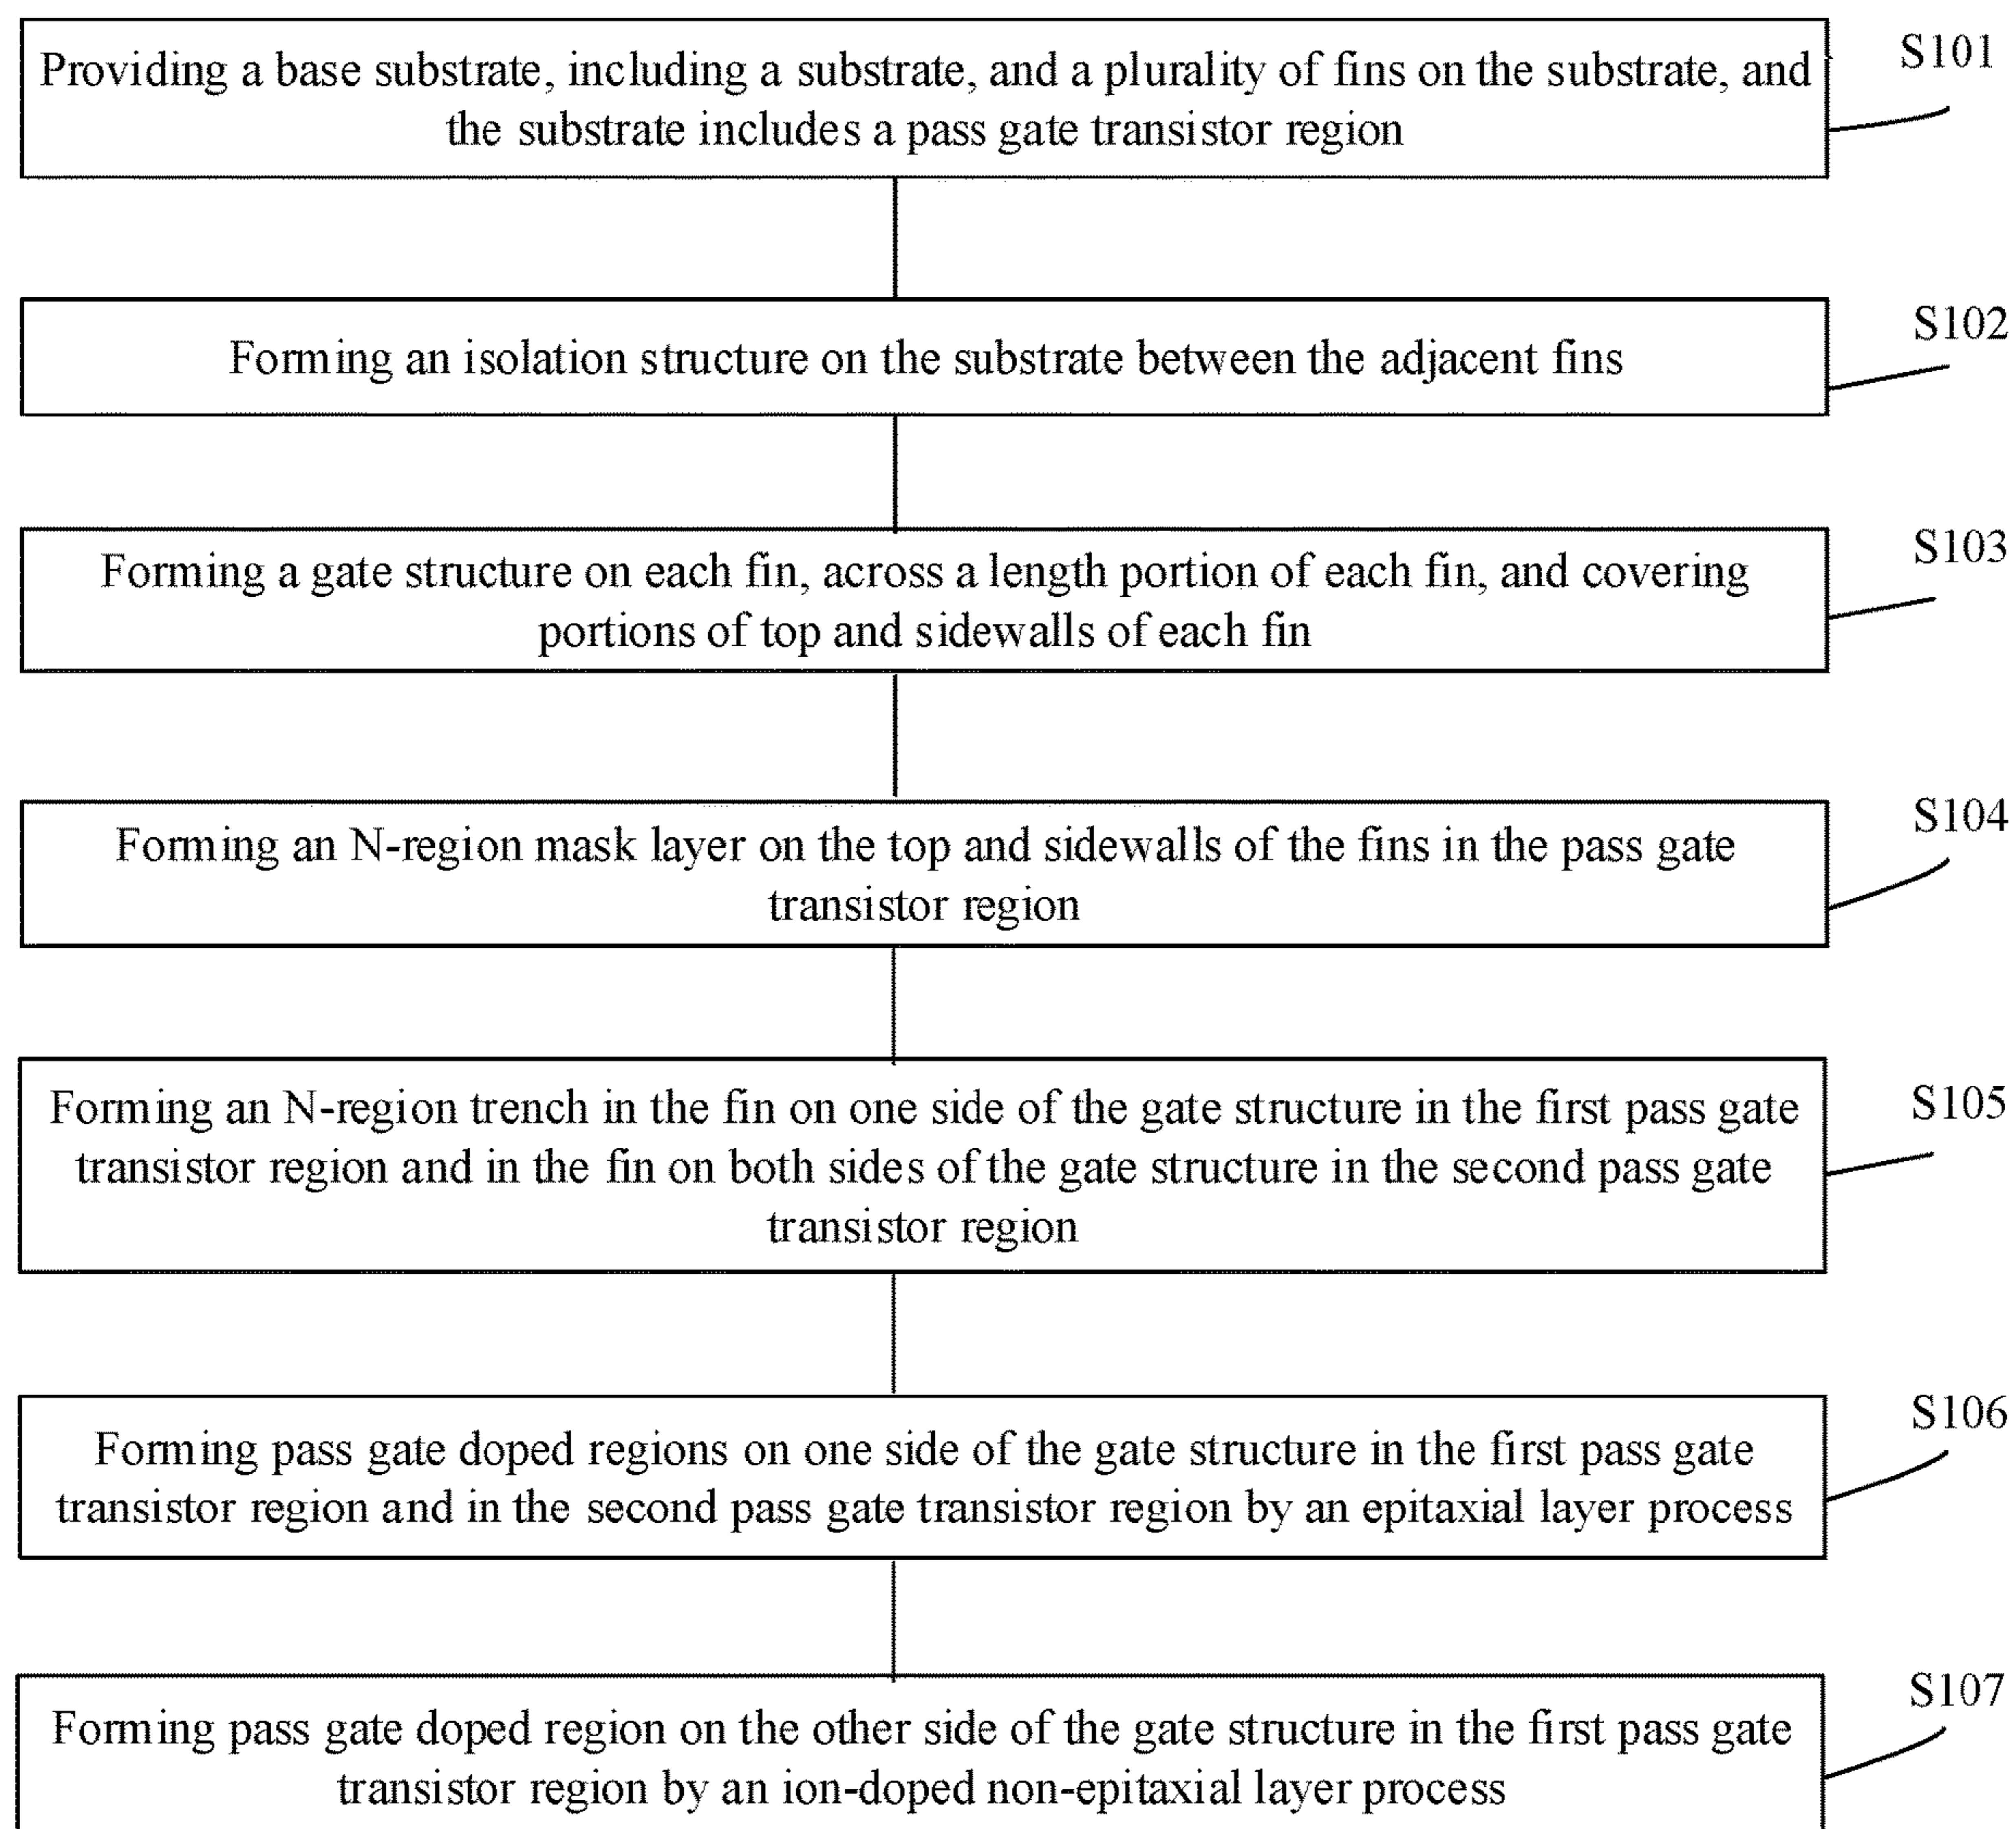 Providing a base substrate, including a substrate, and a plurality of fins on the substrate, and
the substrate includes a pass gate transistor region
S101
Forming an isolation structure on the substrate between the adjacent fins
S102
Forming a gate structure on each fin, across a length portion of each fin, and covering
portions of top and sidewalls of each fin
S103
Forming an N-region mask layer on the top and sidewalls of the fins in the pass gate
transistor region
S104
Forming an N-region trench in the fin on one side of the gate structure in the first pass gate
transistor region and in the fin on both sides of the gate structure in the second pass gate
transistor region
S105
Forming pass gate doped regions on one side of the gate structure in the first pass gate
transistor region and in the second pass gate transistor region by an epitaxial layer process
S106
Forming pass gate doped region on the other side of the gate structure in the first pass gate
transistor region by an ion-doped non-epitaxial layer process
S107